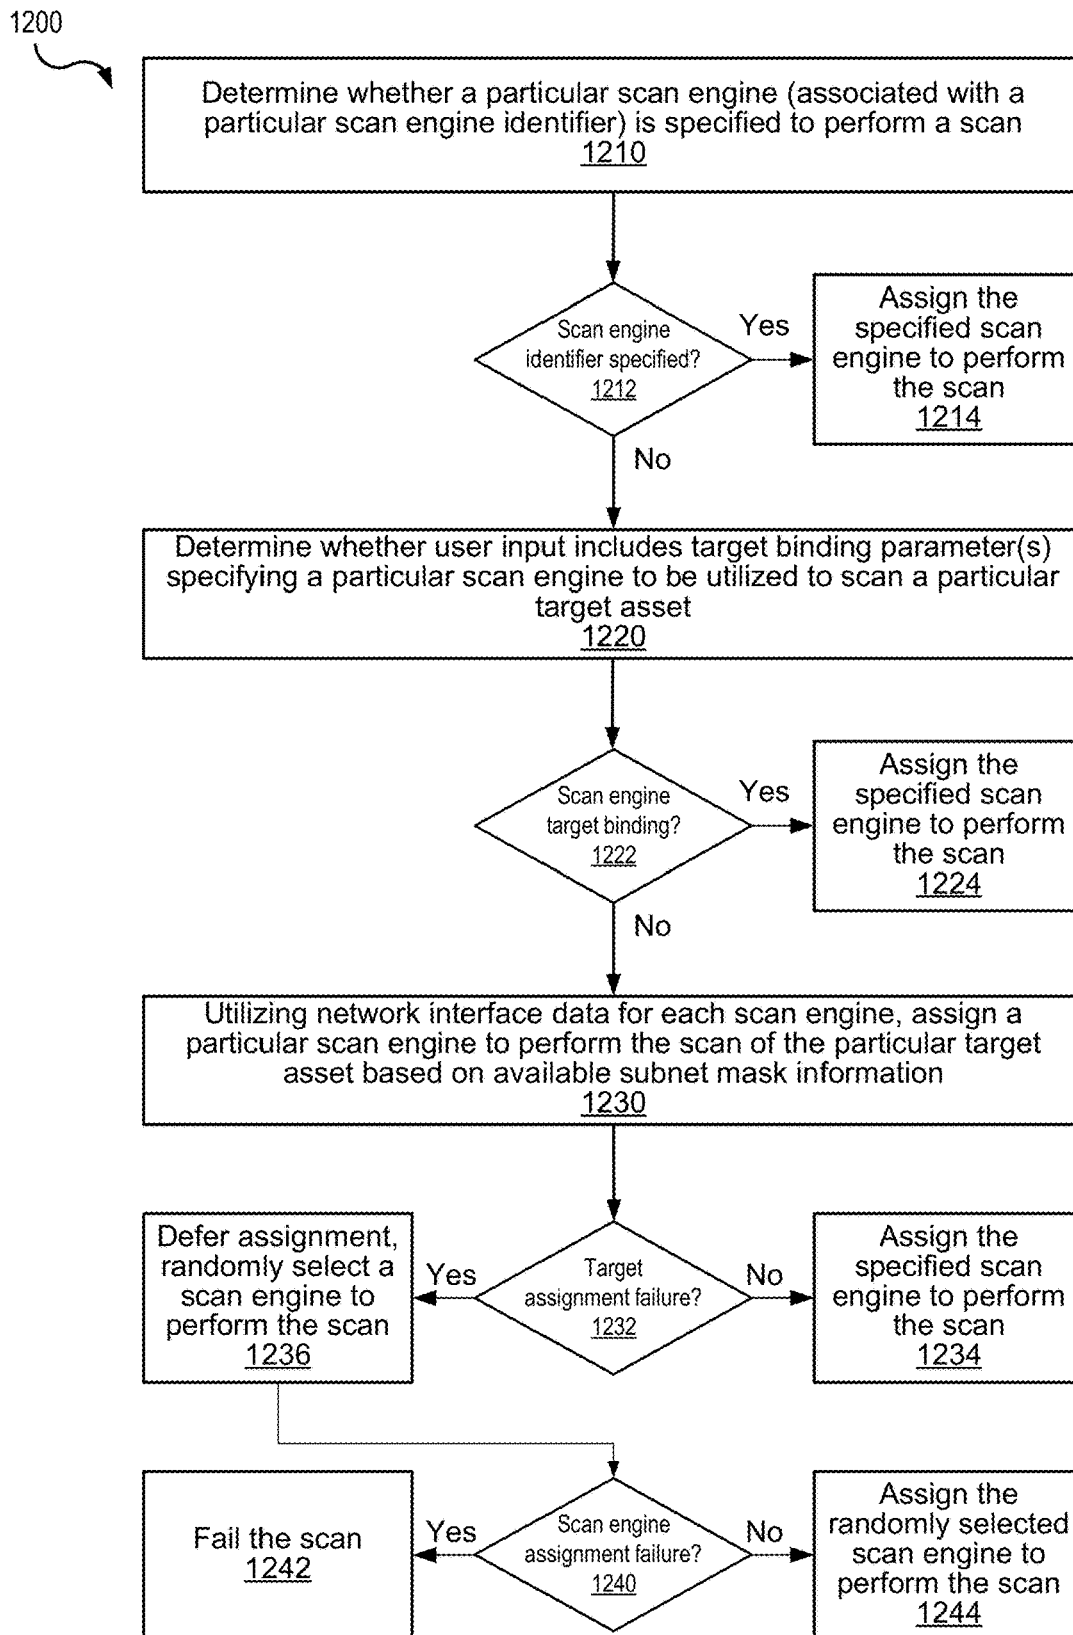 1200
Determine whether a particular scan engine (associated with a
particular scan engine identifier) is specified to perform a scan
1210
Scan engine
identifier specified?
1212
Yes
Assign the
specified scan
engine to perform
the scan
1214
No
Determine whether user input includes target binding parameter(s)
specifying a particular scan engine to be utilized to scan a particular
target asset
1220
Scan engine
target binding?
1222
Yes
Assign the
specified scan
engine to perform
the scan
1224
No
Utilizing network interface data for each scan engine, assign a
particular scan engine to perform the scan of the particular target
asset based on available subnet mask information
1230
Defer assignment,
randomly select a
scan engine to
perform the scan
1236
Yes
Target
assignment failure?
1232
No
Assign the
specified scan
engine to perform
the scan
1234
Fail the scan
1242
Yes
Scan engine
assignment failure?
1240
No
Assign the
randomly selected
scan engine to
perform the scan
1244